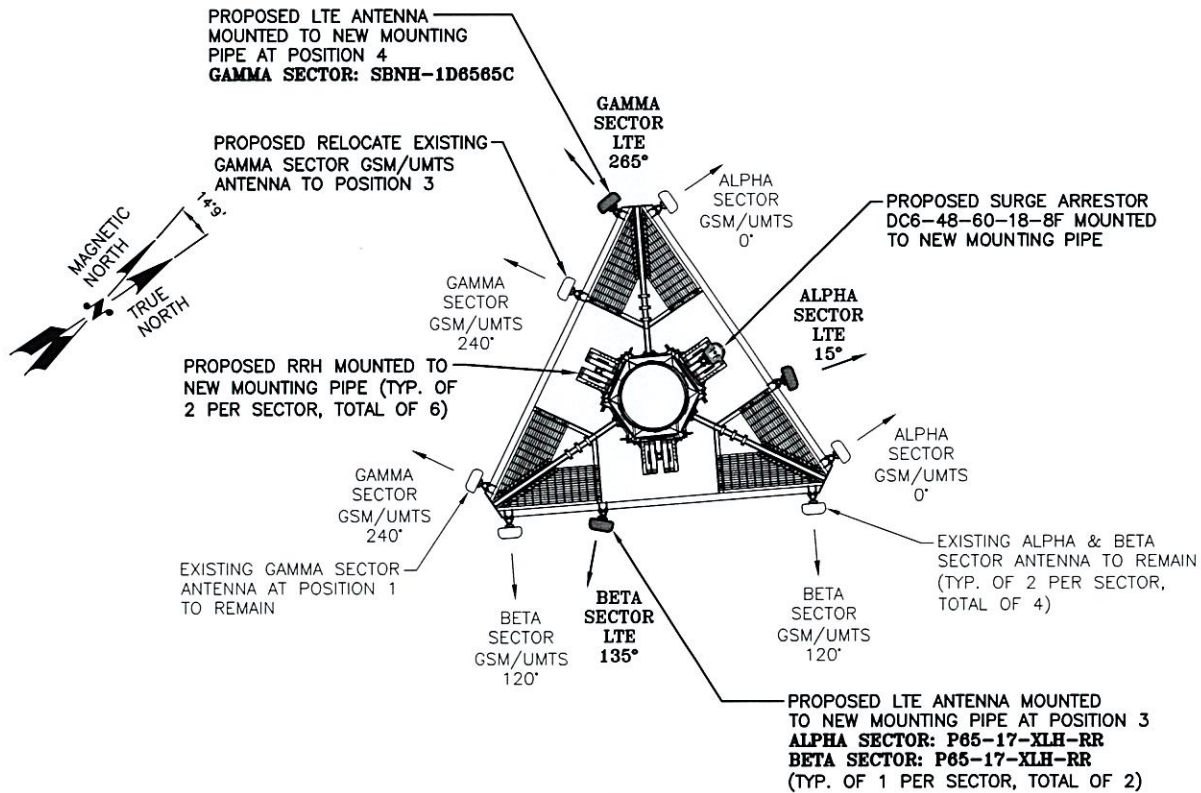 PROPOSED LTE ANTENNA
MOUNTED TO NEW MOUNTING
PIPE AT POSITION 4
GAMMA SECTOR: SBNH-1D6565C
GAMMA
SECTOR
LTE
265°
PROPOSED RELOCATE EXISTING
GAMMA SECTOR GSM/UMTS
ANTENNA TO POSITION 3
ALPHA
SECTOR
GSM/UMTS
0°
PROPOSED SURGE ARRESTOR
DC6-48-60-18-8F MOUNTED
TO NEW MOUNTING PIPE
14°9'
MAGNETIC
NORTH
TRUE
NORTH
GAMMA
SECTOR
GSM/UMTS
240°
ALPHA
SECTOR
LTE
15°
PROPOSED RRH MOUNTED TO
NEW MOUNTING PIPE (TYP. OF
2 PER SECTOR, TOTAL OF 6)
ALPHA
SECTOR
GSM/UMTS
0°
GAMMA
SECTOR
GSM/UMTS
240°
EXISTING GAMMA SECTOR
ANTENNA AT POSITION 1
TO REMAIN
EXISTING ALPHA & BETA
SECTOR ANTENNA TO REMAIN
(TYP. OF 2 PER SECTOR,
TOTAL OF 4)
BETA
SECTOR
GSM/UMTS
120°
BETA
SECTOR
LTE
135°
BETA
SECTOR
GSM/UMTS
120°
PROPOSED LTE ANTENNA MOUNTED
TO NEW MOUNTING PIPE AT POSITION 3
ALPHA SECTOR: P65-17-XLH-RR
BETA SECTOR: P65-17-XLH-RR
(TYP. OF 1 PER SECTOR, TOTAL OF 2)